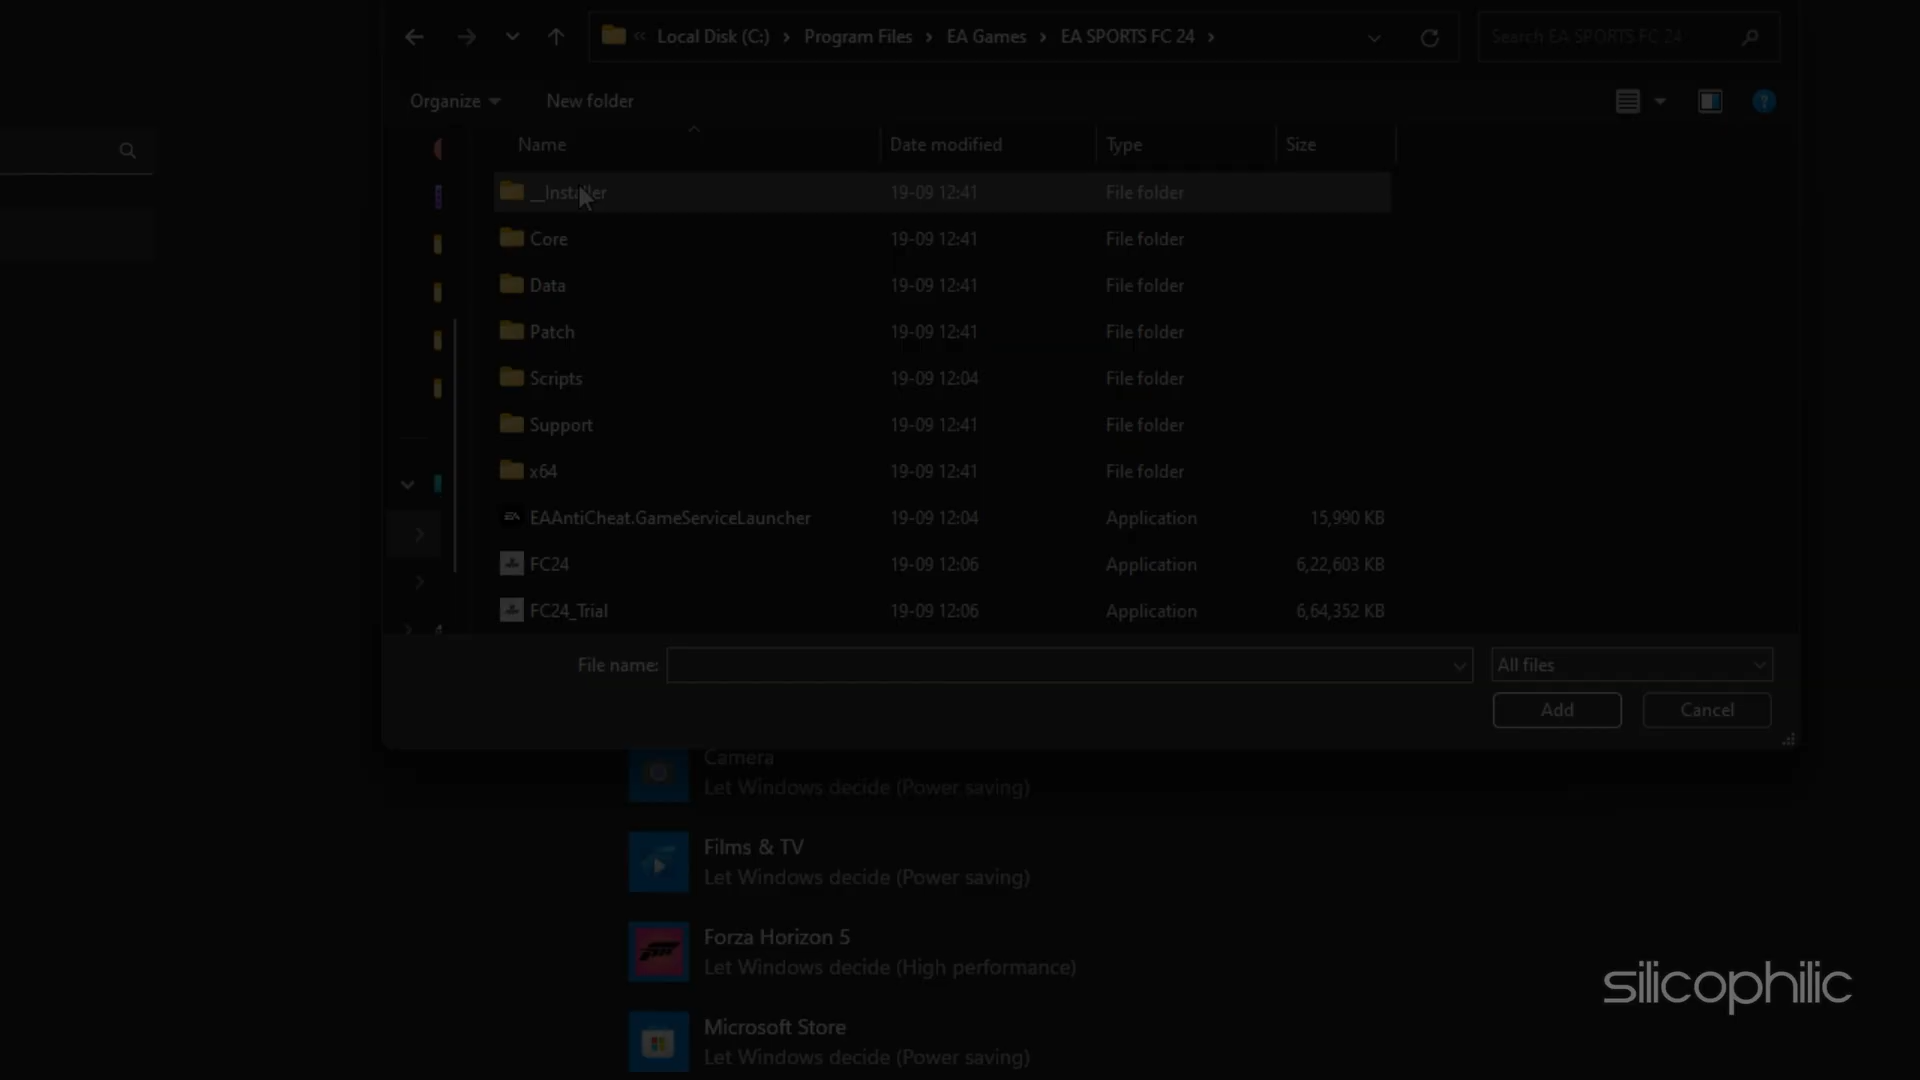 « Local Disk (C:) › Program Files › EA Games › EA SPORTS FC 24 ›
Search EA SPORTS FC 24
Organize New folder
Name Date modified Type Size
__Installer 19-09 12:41 File folder
Core 19-09 12:41 File folder
Data 19-09 12:41 File folder
Patch 19-09 12:41 File folder
Scripts 19-09 12:04 File folder
Support 19-09 12:41 File folder
x64 19-09 12:41 File folder
EAAntiCheat.GameServiceLauncher 19-09 12:04 Application 15,990 KB
FC24 19-09 12:06 Application 6,22,603 KB
FC24_Trial 19-09 12:06 Application 6,64,352 KB
File name: All files
Add Cancel
Camera
Let Windows decide (Power saving)
Films & TV
Let Windows decide (Power saving)
Forza Horizon 5
Let Windows decide (High performance)
Microsoft Store
Let Windows decide (Power saving)
silicophilic